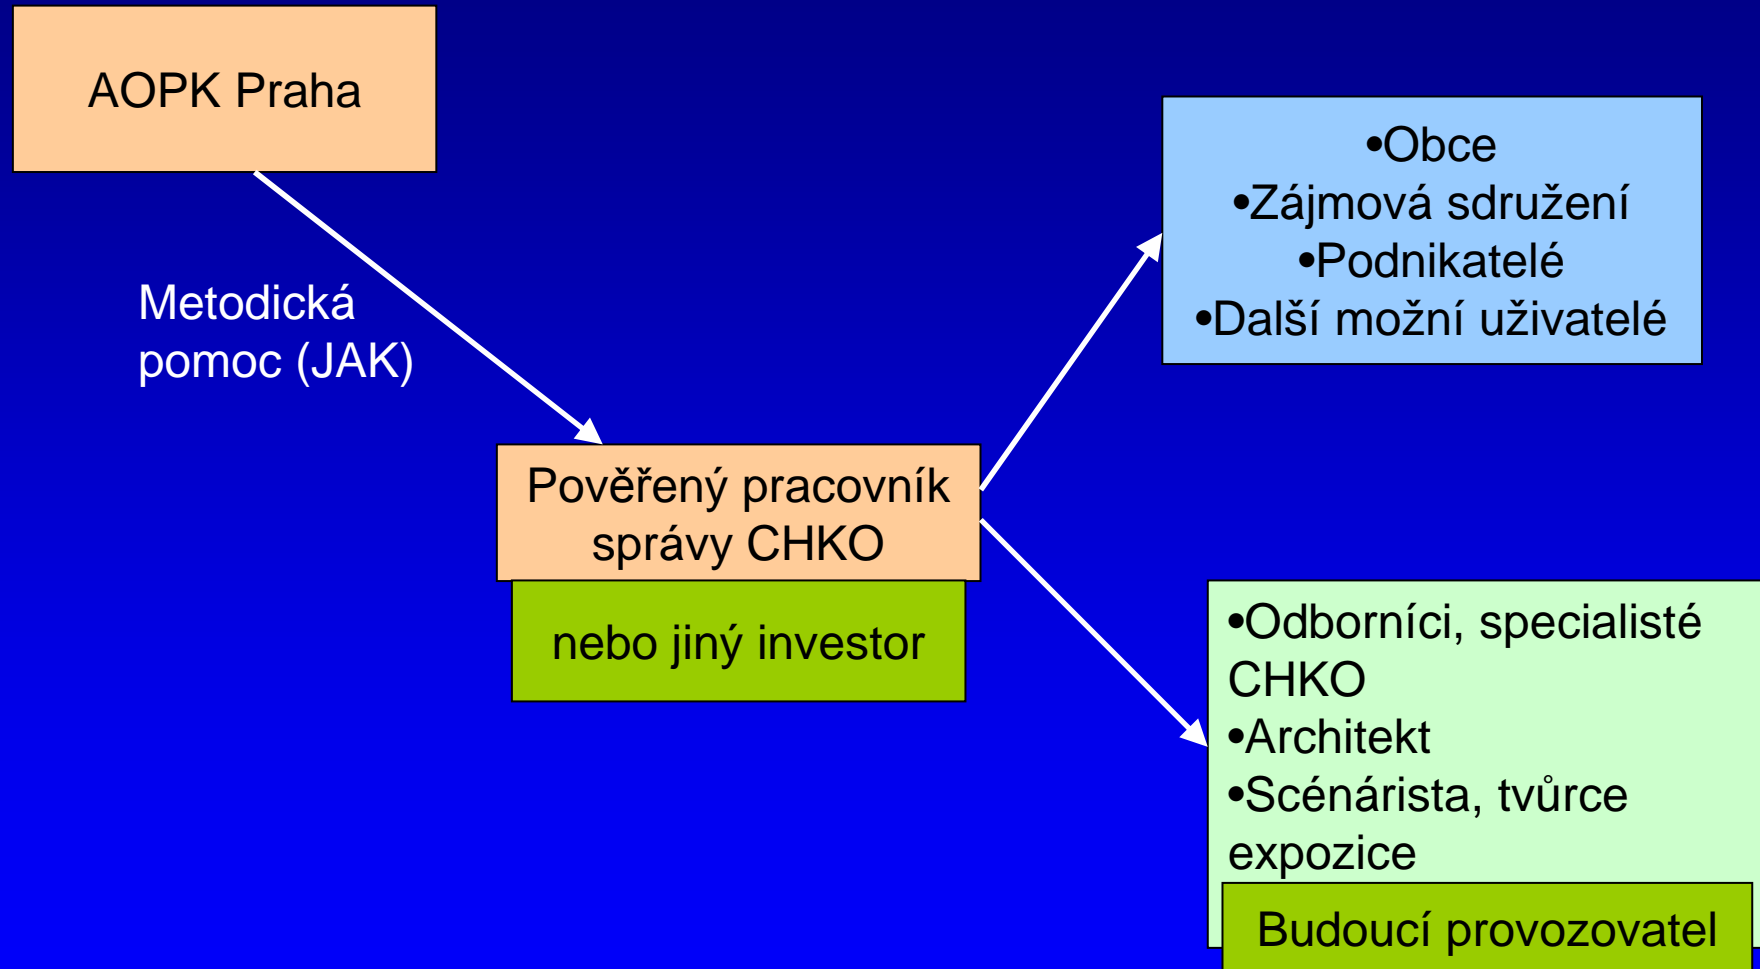 AOPK Praha
Metodická
pomoc (JAK)
•Obce
•Zájmová sdružení
•Podnikatelé
•Další možní uživatelé
Pověřený pracovník
správy CHKO
nebo jiný investor
•Odborníci, specialisté
CHKO
•Architekt
•Scénárista, tvůrce
expozice
Budoucí provozovatel